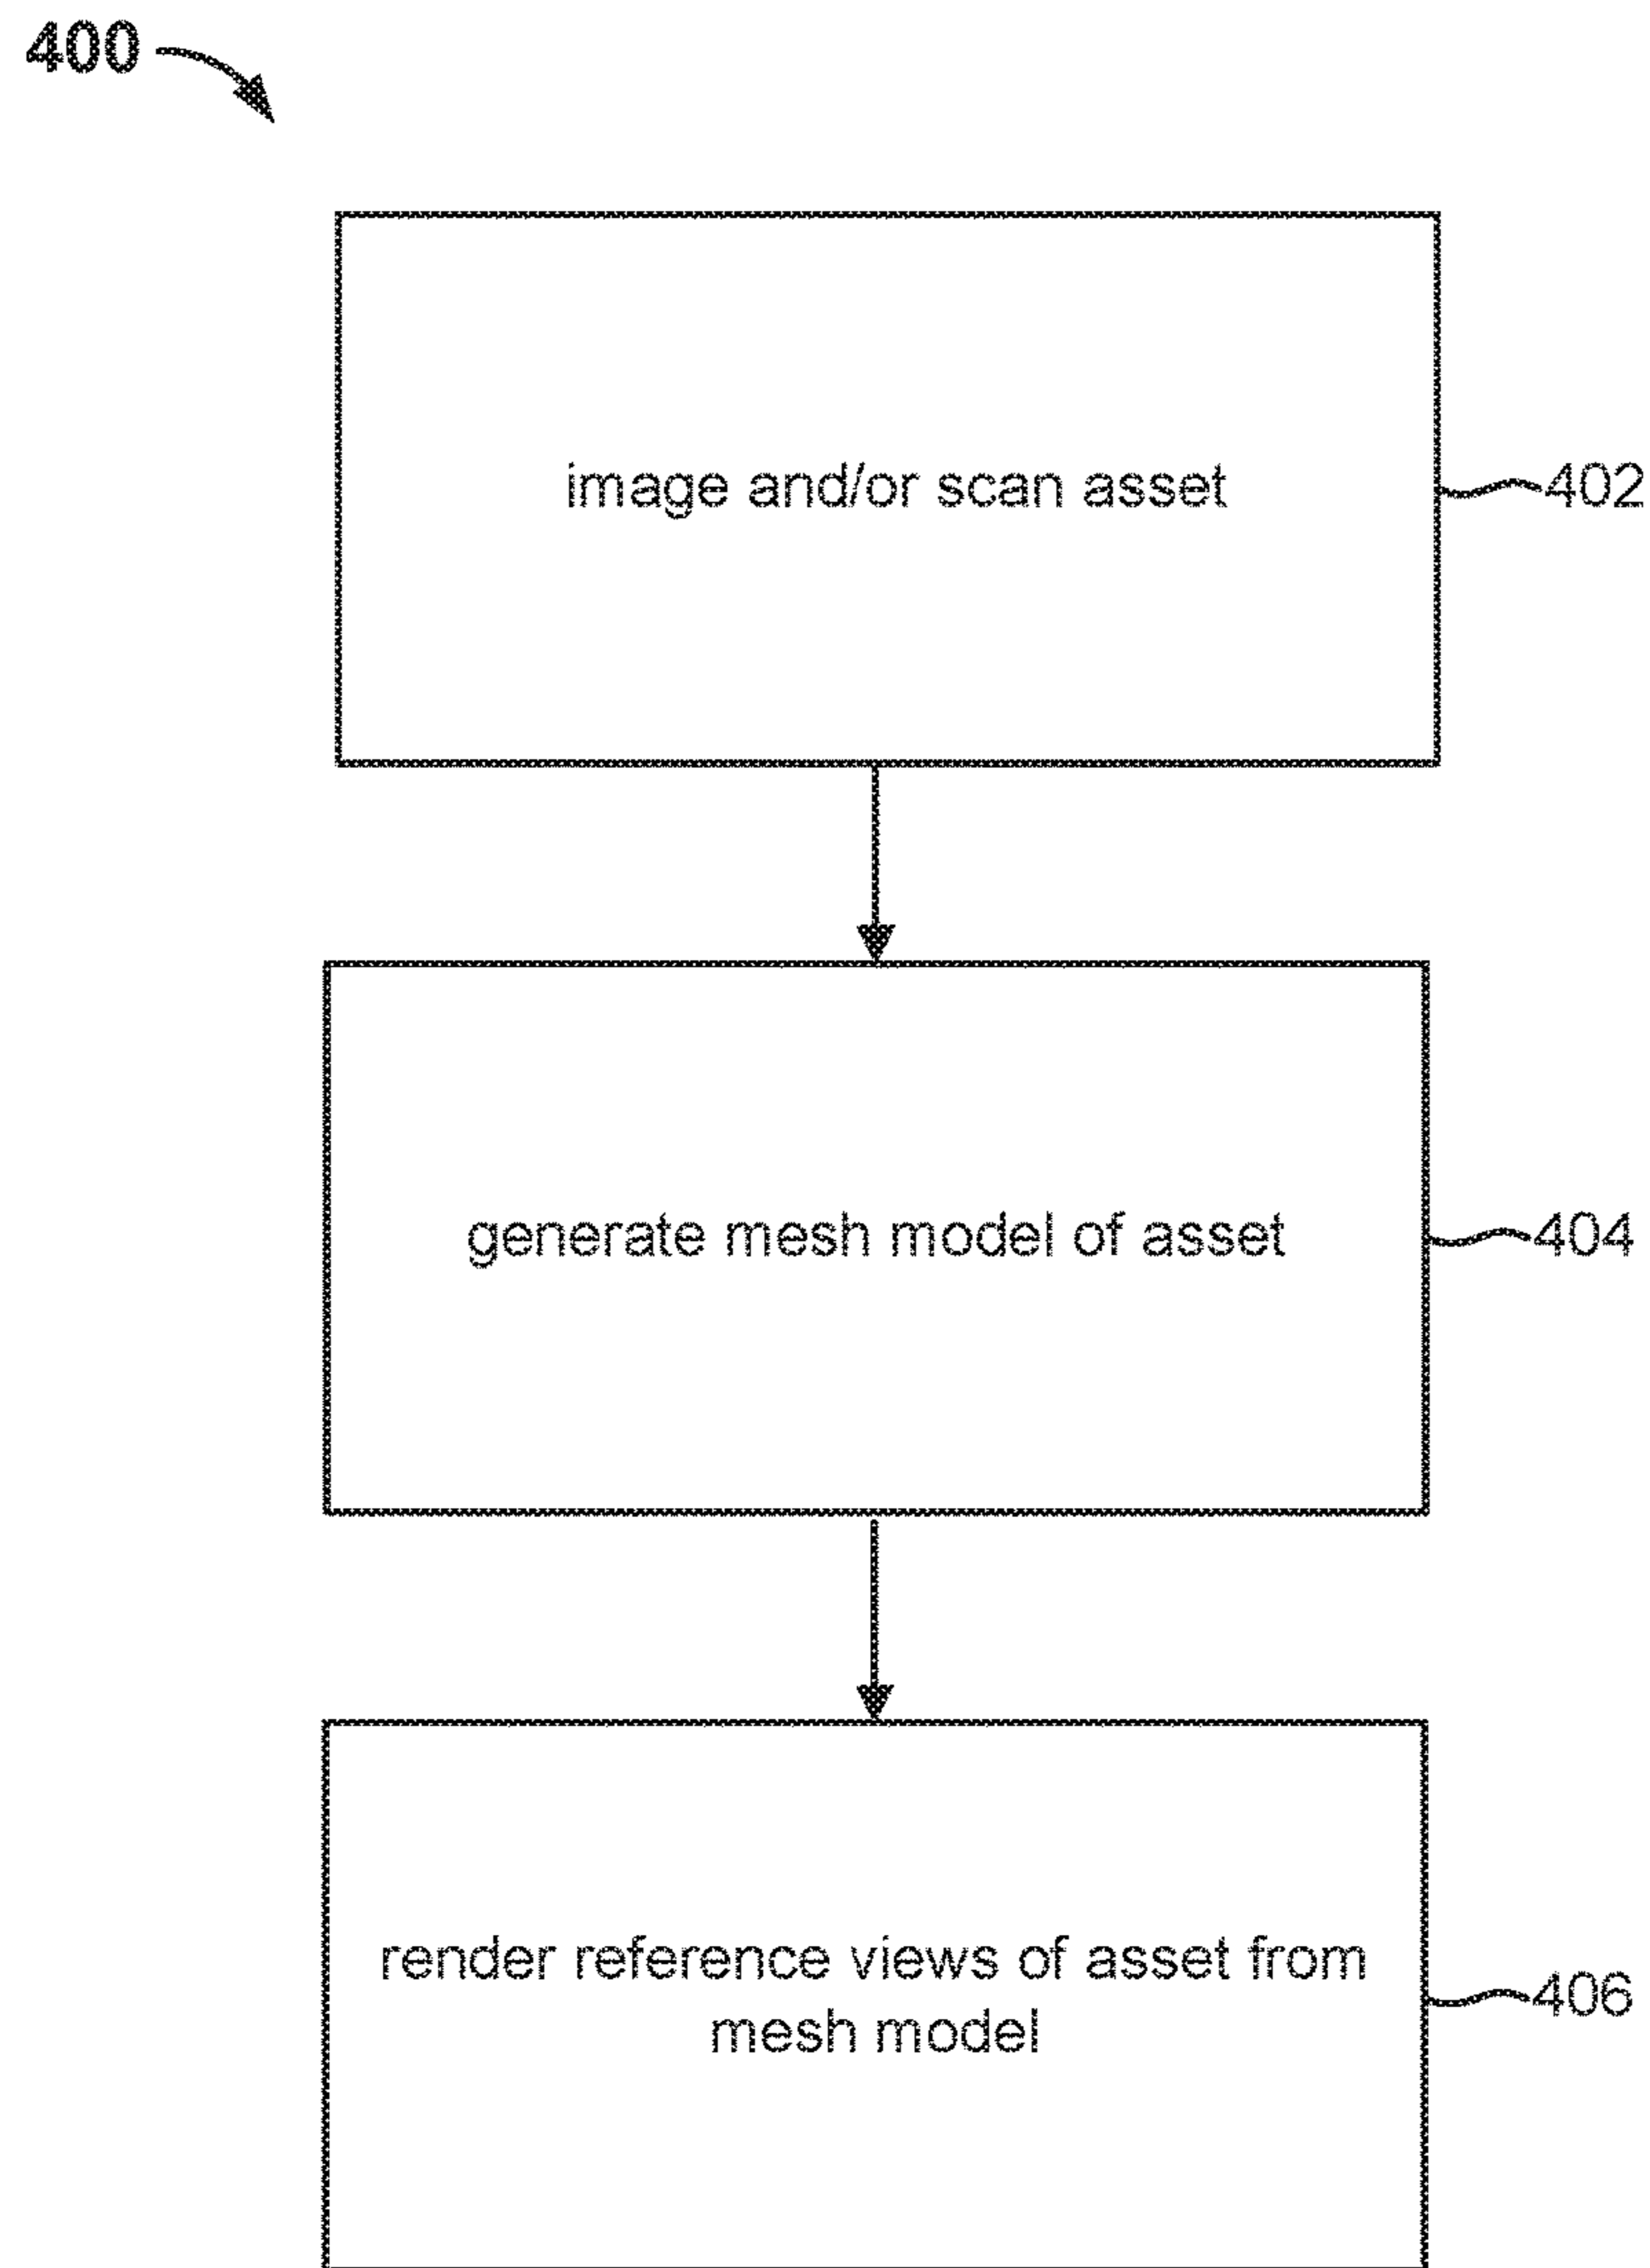 400
image and/or scan asset
402
generate mesh model of asset
404
render reference views of asset from
mesh model
406